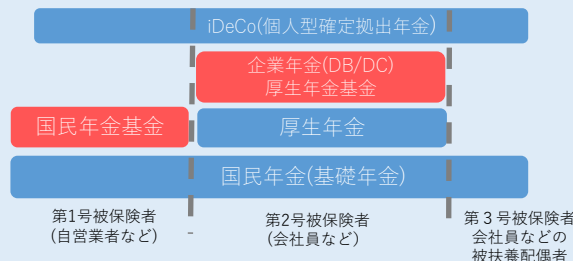 iDeCo(個人型確定拠出年金)
企業年金(DB/DC)
厚生年金基金
国民年金基金
厚生年金
国民年金(基礎年金)
第1号被保険者
(自営業者など)
第2号被保険者
(会社員など)
第３号被保険者
会社員などの
被扶養配偶者